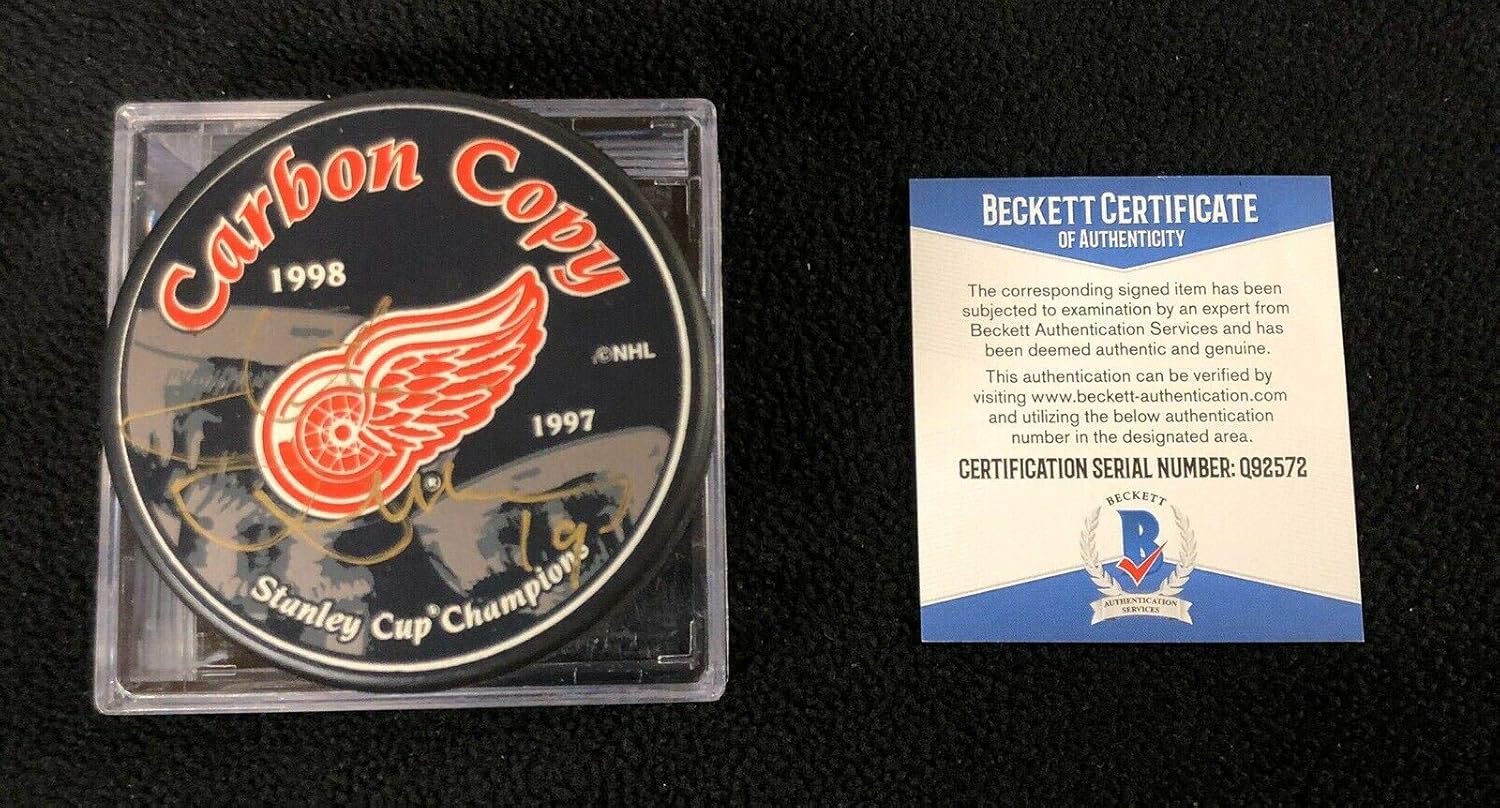 Carbon Copy
1998
©NHL
1997
®
19
Stanley Cup® Champions
BECKETT CERTIFICATE
OF AUTHENTICITY
The corresponding signed item has been
subjected to examination by an expert from
Beckett Authentication Services and has
been deemed authentic and genuine.
This authentication can be verified by
visiting www.beckett-authentication.com
and utilizing the below authentication
number in the designated area.
CERTIFICATION SERIAL NUMBER: Q92572
BECKETT
B
AUTHENTICATION
SERVICES